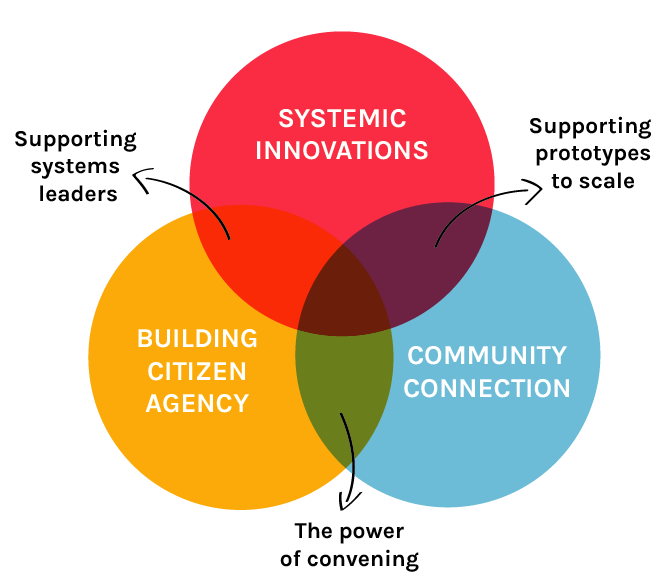 SYSTEMIC
INNOVATIONS
Supporting
systems
leaders
Supporting
prototypes
to scale
BUILDING
CITIZEN
AGENCY
COMMUNITY
CONNECTION
The power
of convening